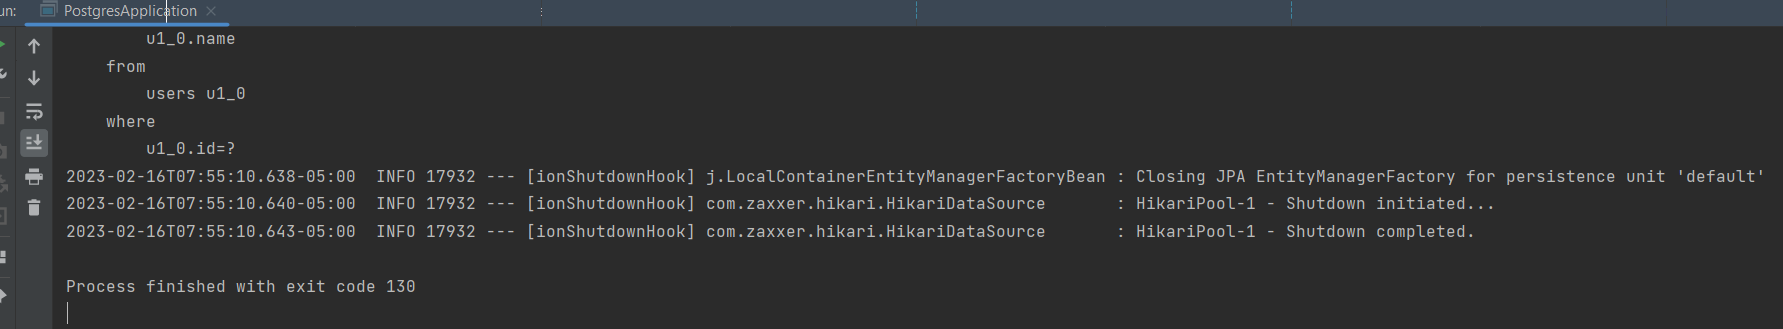 un: PostgresApplication
u1_0.name
from
users u1_0
where
u1_0.id=?
2023-02-16T07:55:10.638-05:00  INFO 17932 --- [ionShutdownHook] j.LocalContainerEntityManagerFactoryBean : Closing JPA EntityManagerFactory for persistence unit 'default'
2023-02-16T07:55:10.640-05:00  INFO 17932 --- [ionShutdownHook] com.zaxxer.hikari.HikariDataSource       : HikariPool-1 - Shutdown initiated...
2023-02-16T07:55:10.643-05:00  INFO 17932 --- [ionShutdownHook] com.zaxxer.hikari.HikariDataSource       : HikariPool-1 - Shutdown completed.
Process finished with exit code 130